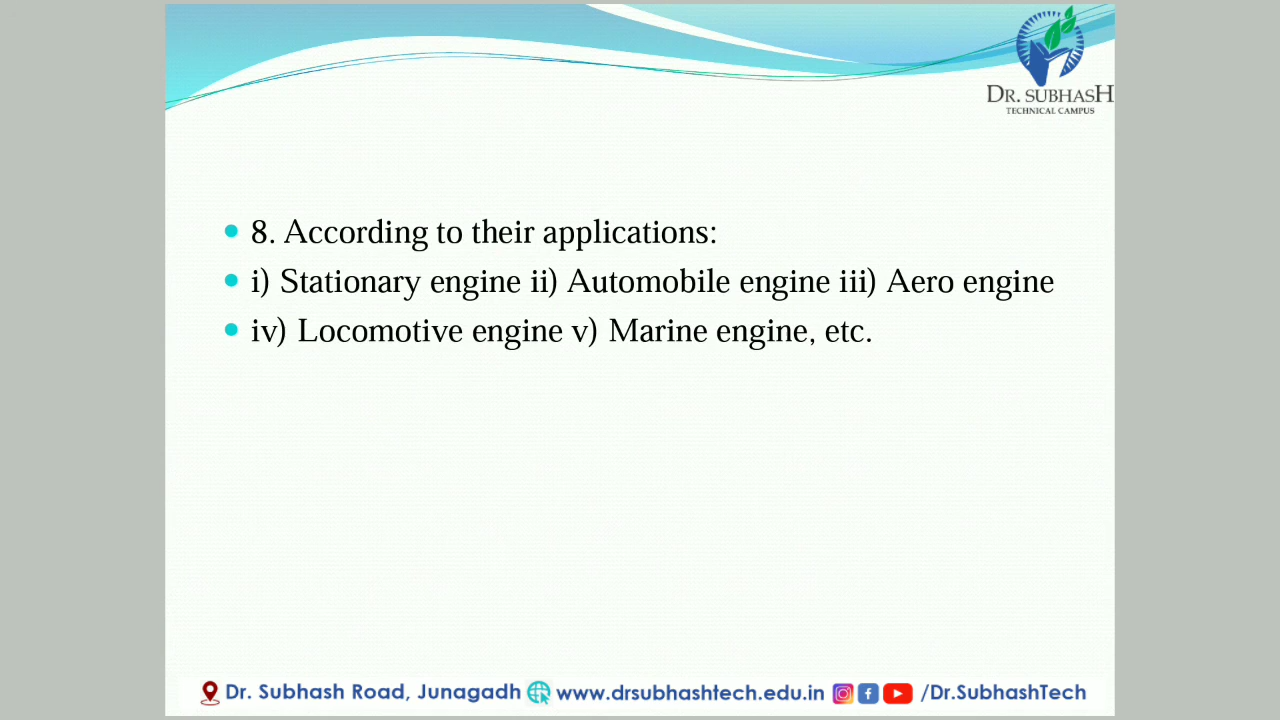 DR. SUBHASH
TECHNICAL CAMPUS
8. According to their applications:
i) Stationary engine ii) Automobile engine iii) Aero engine
iv) Locomotive engine v) Marine engine, etc.
Dr. Subhash Road, Junagadh www.drsubhashtech.edu.in /Dr.SubhashTech